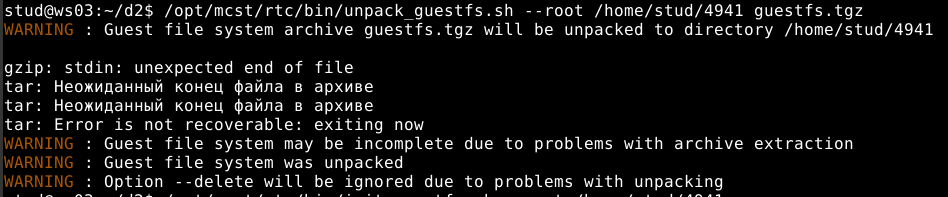 stud@ws03:~/d2$ /opt/mcst/rtc/bin/unpack_guestfs.sh --root /home/stud/4941 guestfs.tgz
WARNING : Guest file system archive guestfs.tgz will be unpacked to directory /home/stud/4941
gzip: stdin: unexpected end of file
tar: Неожиданный конец файла в архиве
tar: Неожиданный конец файла в архиве
tar: Error is not recoverable: exiting now
WARNING : Guest file system may be incomplete due to problems with archive extraction
WARNING : Guest file system was unpacked
WARNING : Option --delete will be ignored due to problems with unpacking